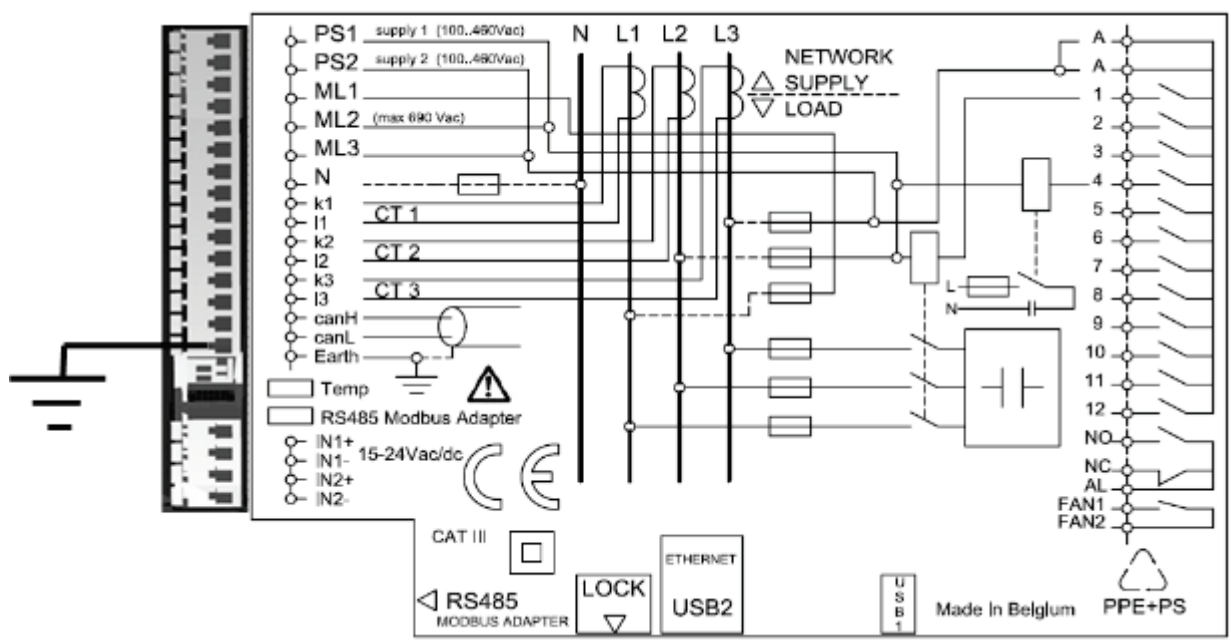 PS1 supply 1 (100..460Vac)
PS2 supply 2 (100..460Vac)
ML1
ML2 (max 690 Vac)
ML3
N
k1
l1 CT 1
k2
l2 CT 2
k3
l3 CT 3
canH
canL
Earth
Temp
RS485 Modbus Adapter
IN1+
IN1-
15-24Vac/dc
IN2+
IN2-
CE
N L1 L2 L3
NETWORK
SUPPLY
LOAD
L
N
A
A
1
2
3
4
5
6
7
8
9
10
11
12
NO
NC
AL
FAN1
FAN2
CAT III
RS485
MODBUS ADAPTER
LOCK
ETHERNET
USB2
USB1
Made In Belgium
PPE+PS